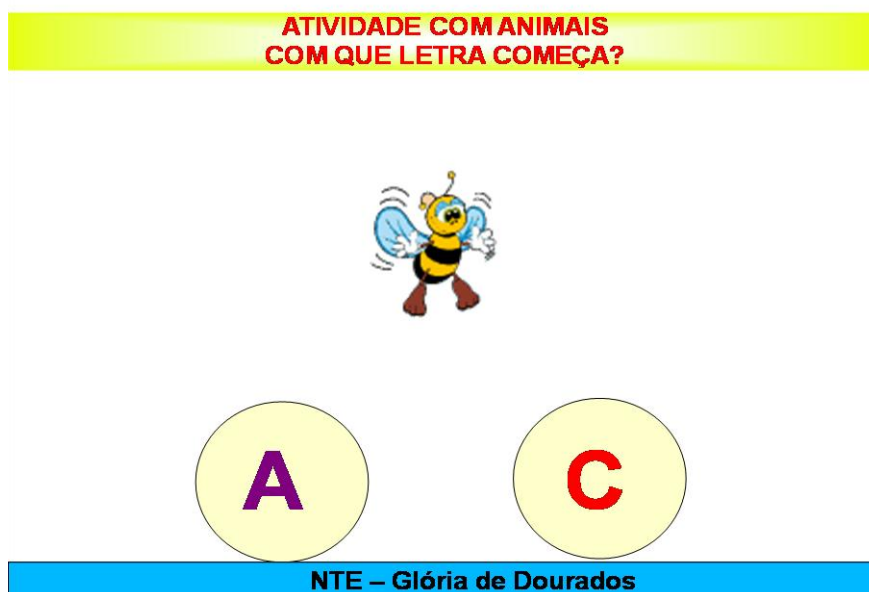 ATIVIDADE COM ANIMAIS
COM QUE LETRA COMEÇA?
A C
NTE – Glória de Dourados